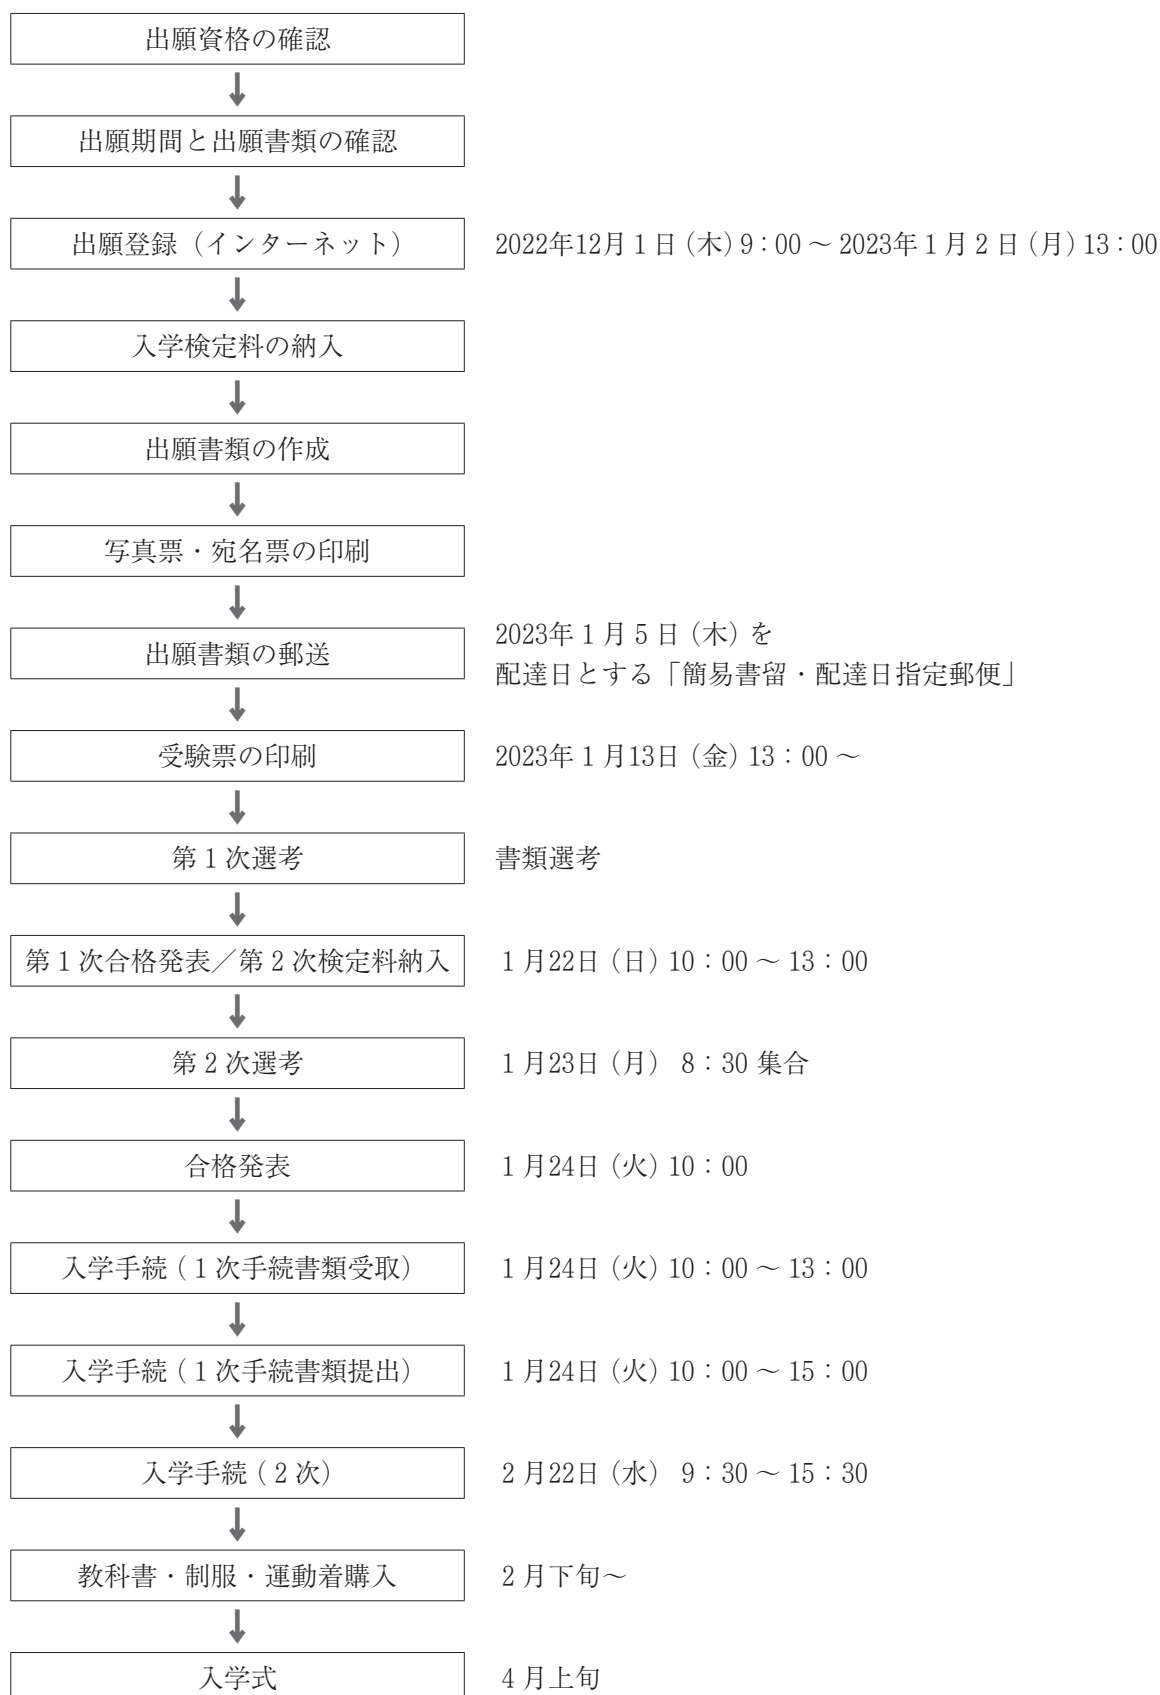 出願資格の確認
出願期間と出願書類の確認
出願登録（インターネット） 2022年12月1日（木）9：00～2023年1月2日（月）13：00
入学検定料の納入
出願書類の作成
写真票・宛名票の印刷
出願書類の郵送 2023年1月5日（木）を
配達日とする「簡易書留・配達日指定郵便」
受験票の印刷 2023年1月13日（金）13：00～
第1次選考 書類選考
第1次合格発表／第2次検定料納入 1月22日（日）10：00～13：00
第2次選考 1月23日（月） 8：30 集合
合格発表 1月24日（火）10：00
入学手続（1次手続書類受取） 1月24日（火）10：00～13：00
入学手続（1次手続書類提出） 1月24日（火）10：00～15：00
入学手続（2次） 2月22日（水） 9：30～15：30
教科書・制服・運動着購入 2月下旬～
入学式 4月上旬